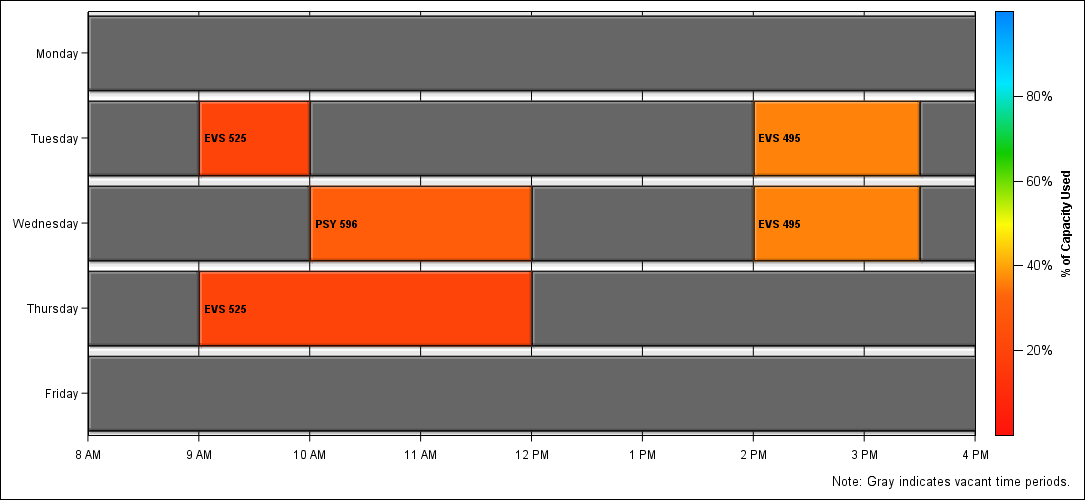 Monday
Tuesday
EVS 525
EVS 495
Wednesday
PSY 596
EVS 495
Thursday
EVS 525
Friday
8 AM
9 AM
10 AM
11 AM
12 PM
1 PM
2 PM
3 PM
4 PM
80%
60%
40%
20%
% of Capacity Used
Note: Gray indicates vacant time periods.